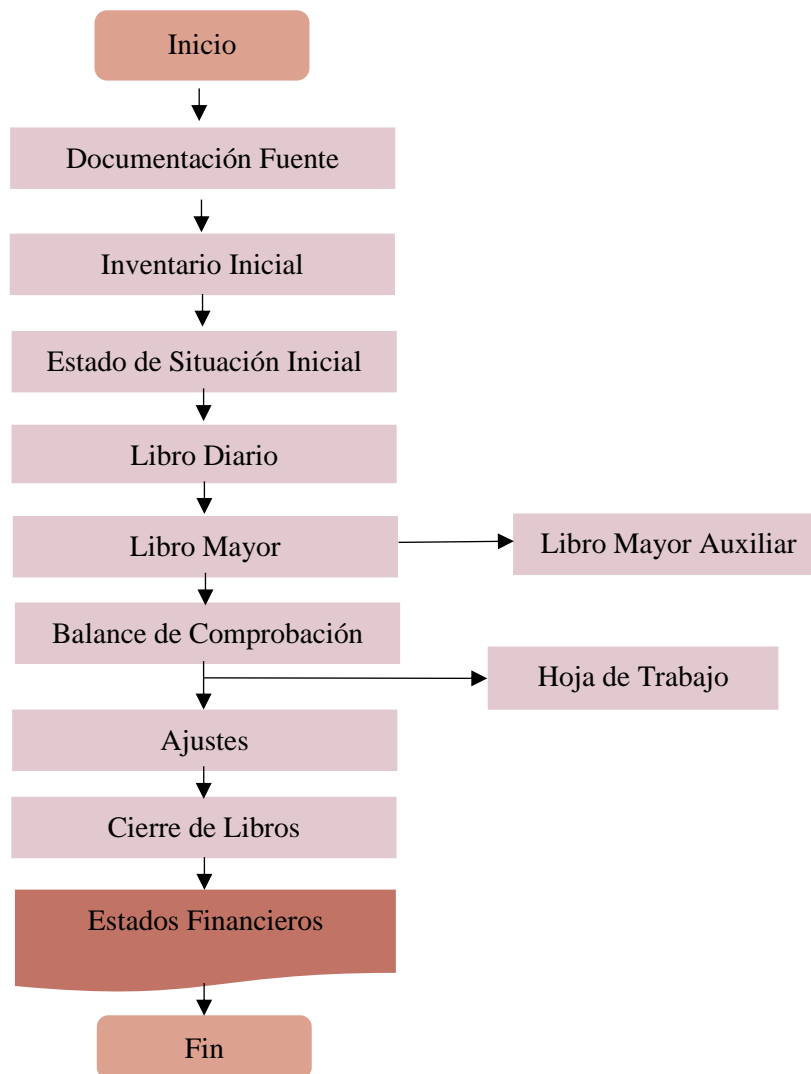 Inicio
Documentación Fuente
Inventario Inicial
Estado de Situación Inicial
Libro Diario
Libro Mayor
Libro Mayor Auxiliar
Balance de Comprobación
Hoja de Trabajo
Ajustes
Cierre de Libros
Estados Financieros
Fin